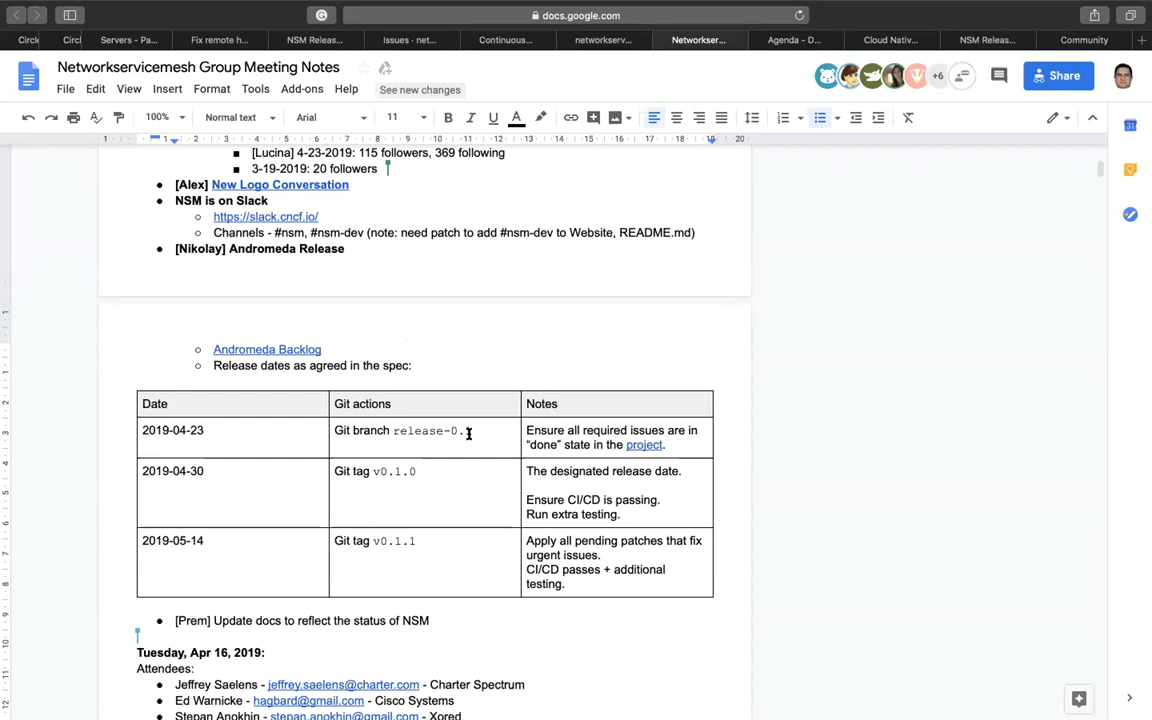 docs.google.com
Circle
Circl
Servers - Pa...
Fix remote h...
NSM Releas...
Issues · net...
Continuous...
networkserv...
Networkser...
Agenda - D...
Cloud Nativ...
NSM Releas...
Community
Networkservicemesh Group Meeting Notes
+6
Share
File Edit View Insert Format Tools Add-ons Help See new changes
100% Normal text Arial 11
[Lucina] 4-23-2019: 115 followers, 369 following
3-19-2019: 20 followers
[Alex] New Logo Conversation
NSM is on Slack
https://slack.cncf.io/
Channels - #nsm, #nsm-dev (note: need patch to add #nsm-dev to Website, README.md)
[Nikolay] Andromeda Release
Andromeda Backlog
Release dates as agreed in the spec:
Date Git actions Notes
2019-04-23 Git branch release-0. Ensure all required issues are in
“done” state in the project.
2019-04-30 Git tag v0.1.0 The designated release date.
Ensure CI/CD is passing.
Run extra testing.
2019-05-14 Git tag v0.1.1 Apply all pending patches that fix
urgent issues.
CI/CD passes + additional
testing.
[Prem] Update docs to reflect the status of NSM
Tuesday, Apr 16, 2019:
Attendees:
Jeffrey Saelens - jeffrey.saelens@charter.com - Charter Spectrum
Ed Warnicke - hagbard@gmail.com - Cisco Systems
Stepan Anokhin - stepan.anokhin@gmail.com - Xored